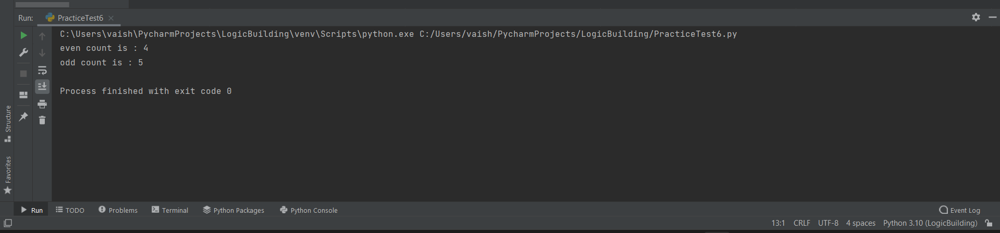 Run: PracticeTest6
C:\Users\vaish\PycharmProjects\LogicBuilding\venv\Scripts\python.exe C:/Users/vaish/PycharmProjects/LogicBuilding/PracticeTest6.py
even count is : 4
odd count is : 5
Process finished with exit code 0
Structure
Favorites
Run TODO Problems Terminal Python Packages Python Console Event Log
13:1 CRLF UTF-8 4 spaces Python 3.10 (LogicBuilding)